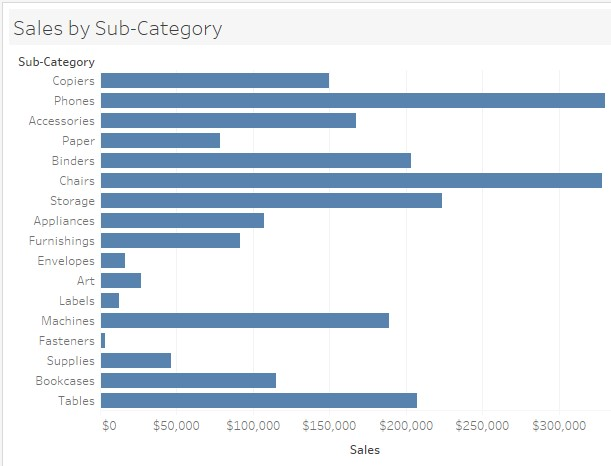 Sales by Sub-Category
Sub-Category
Copiers
Phones
Accessories
Paper
Binders
Chairs
Storage
Appliances
Furnishings
Envelopes
Art
Labels
Machines
Fasteners
Supplies
Bookcases
Tables
$0 $50,000 $100,000 $150,000 $200,000 $250,000 $300,000
Sales